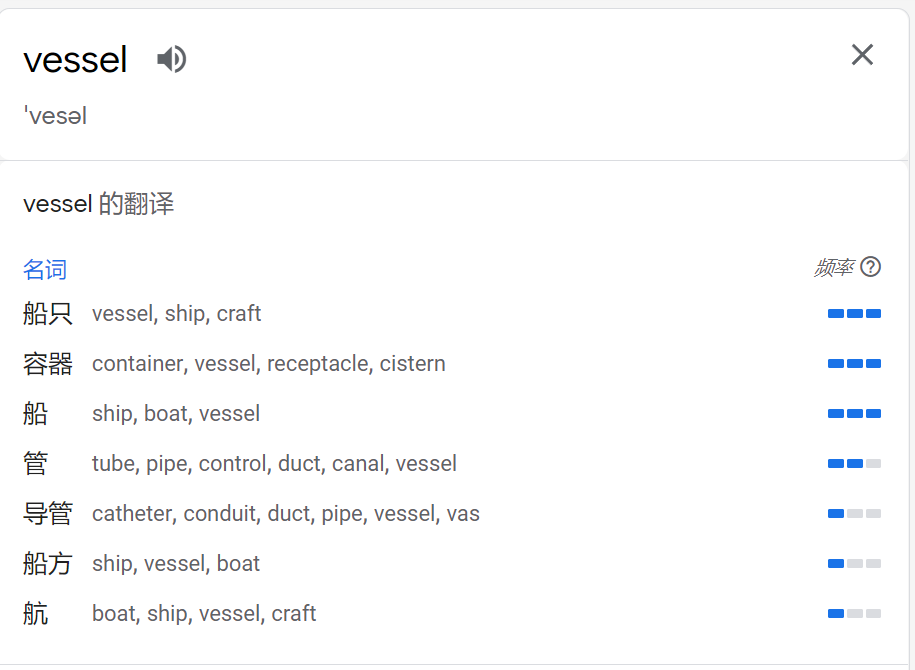 vessel
ˈvesəl
vessel 的翻译
名词 频率
船只 vessel, ship, craft
容器 container, vessel, receptacle, cistern
船 ship, boat, vessel
管 tube, pipe, control, duct, canal, vessel
导管 catheter, conduit, duct, pipe, vessel, vas
船方 ship, vessel, boat
航 boat, ship, vessel, craft